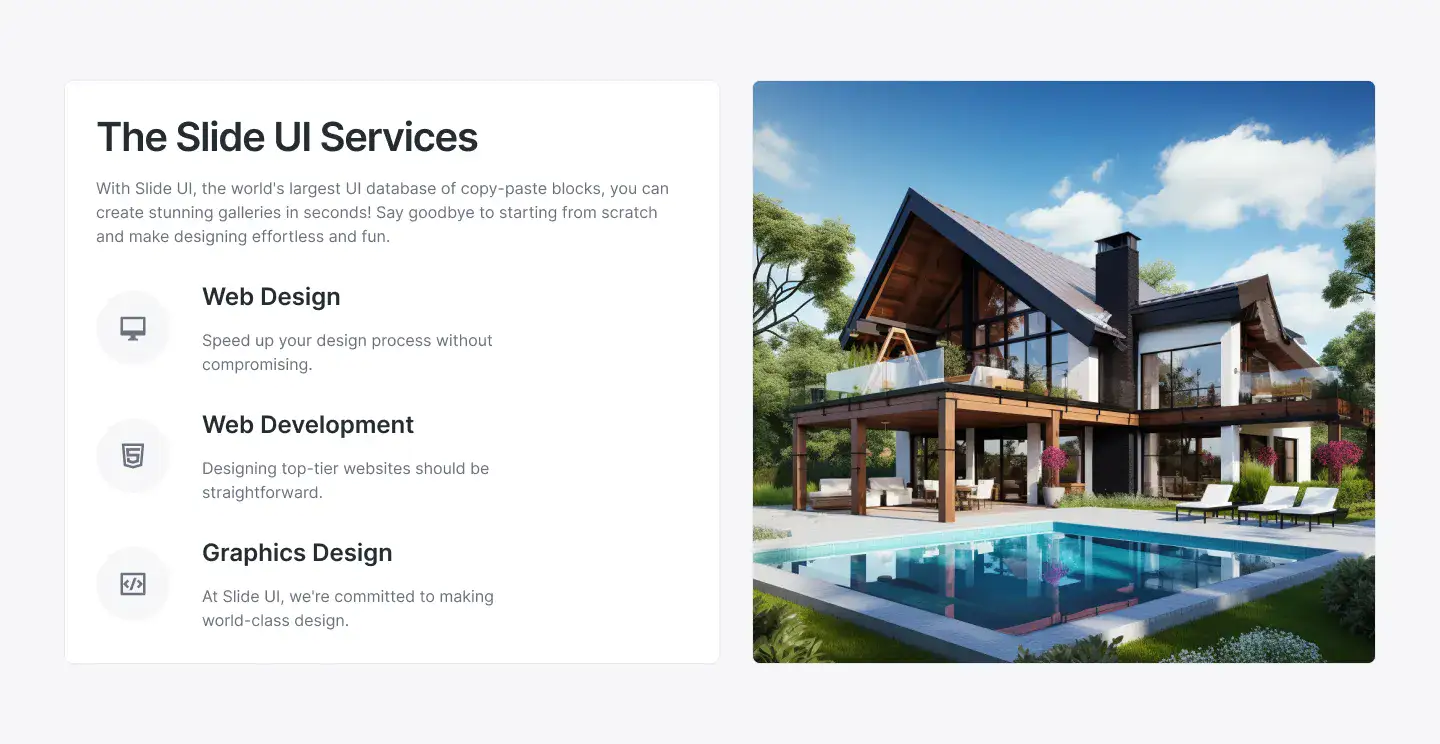 The Slide UI Services
With Slide UI, the world's largest UI database of copy-paste blocks, you can
create stunning galleries in seconds! Say goodbye to starting from scratch
and make designing effortless and fun.
Web Design
Speed up your design process without
compromising.
Web Development
Designing top-tier websites should be
straightforward.
Graphics Design
At Slide UI, we're committed to making
world-class design.